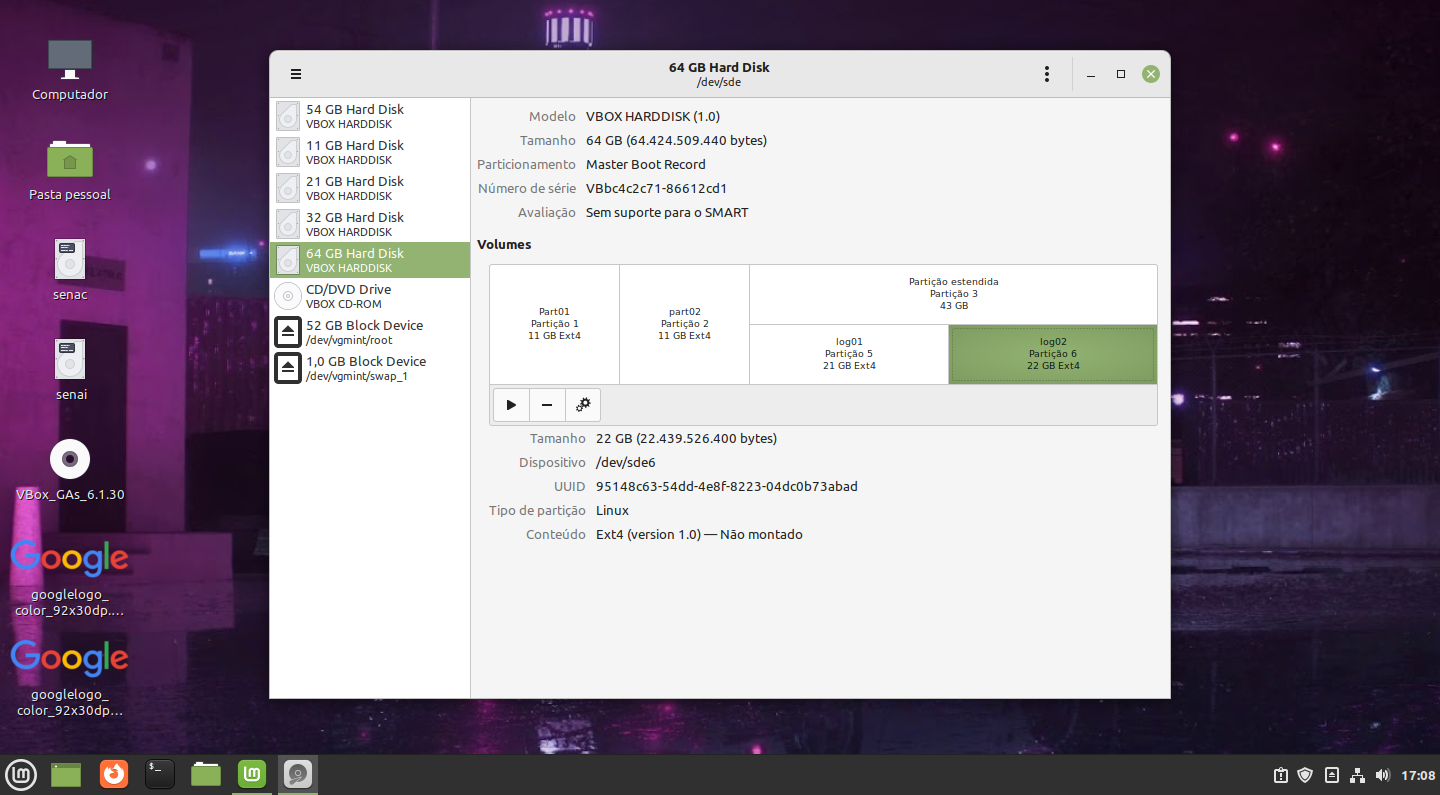 Computador
Pasta pessoal
senac
senai
VBox_GAs_6.1.30
Google
googlelogo_
color_92x30dp....
Google
googlelogo_
color_92x30dp...
64 GB Hard Disk
/dev/sde
54 GB Hard Disk
VBOX HARDDISK
11 GB Hard Disk
VBOX HARDDISK
21 GB Hard Disk
VBOX HARDDISK
32 GB Hard Disk
VBOX HARDDISK
64 GB Hard Disk
VBOX HARDDISK
CD/DVD Drive
VBOX CD-ROM
52 GB Block Device
/dev/vgmint/root
1,0 GB Block Device
/dev/vgmint/swap_1
Modelo VBOX HARDDISK (1.0)
Tamanho 64 GB (64.424.509.440 bytes)
Particionamento Master Boot Record
Número de série VBbc4c2c71-86612cd1
Avaliação Sem suporte para o SMART
Volumes
Part01
Partição 1
11 GB Ext4
part02
Partição 2
11 GB Ext4
Partição estendida
Partição 3
43 GB
log01
Partição 5
21 GB Ext4
log02
Partição 6
22 GB Ext4
Tamanho 22 GB (22.439.526.400 bytes)
Dispositivo /dev/sde6
UUID 95148c63-54dd-4e8f-8223-04dc0b73abad
Tipo de partição Linux
Conteúdo Ext4 (version 1.0) — Não montado
$_
17:08